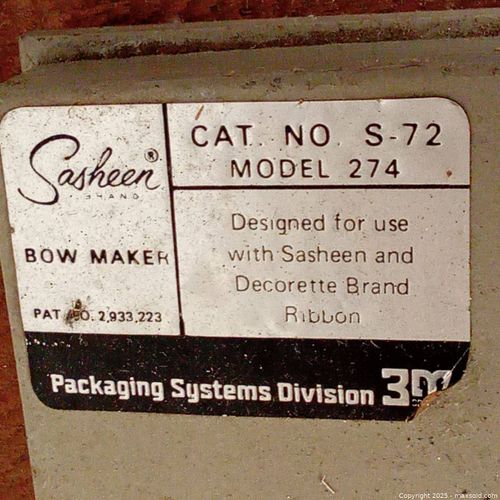 Sasheen®
BRAND
BOW MAKER
PAT. NO. 2,933,223
CAT. NO. S-72
MODEL 274
Designed for use
with Sasheen and
Decorette Brand
Ribbon
Packaging Systems Division 3M
Copyright 2025 - maxsold.com